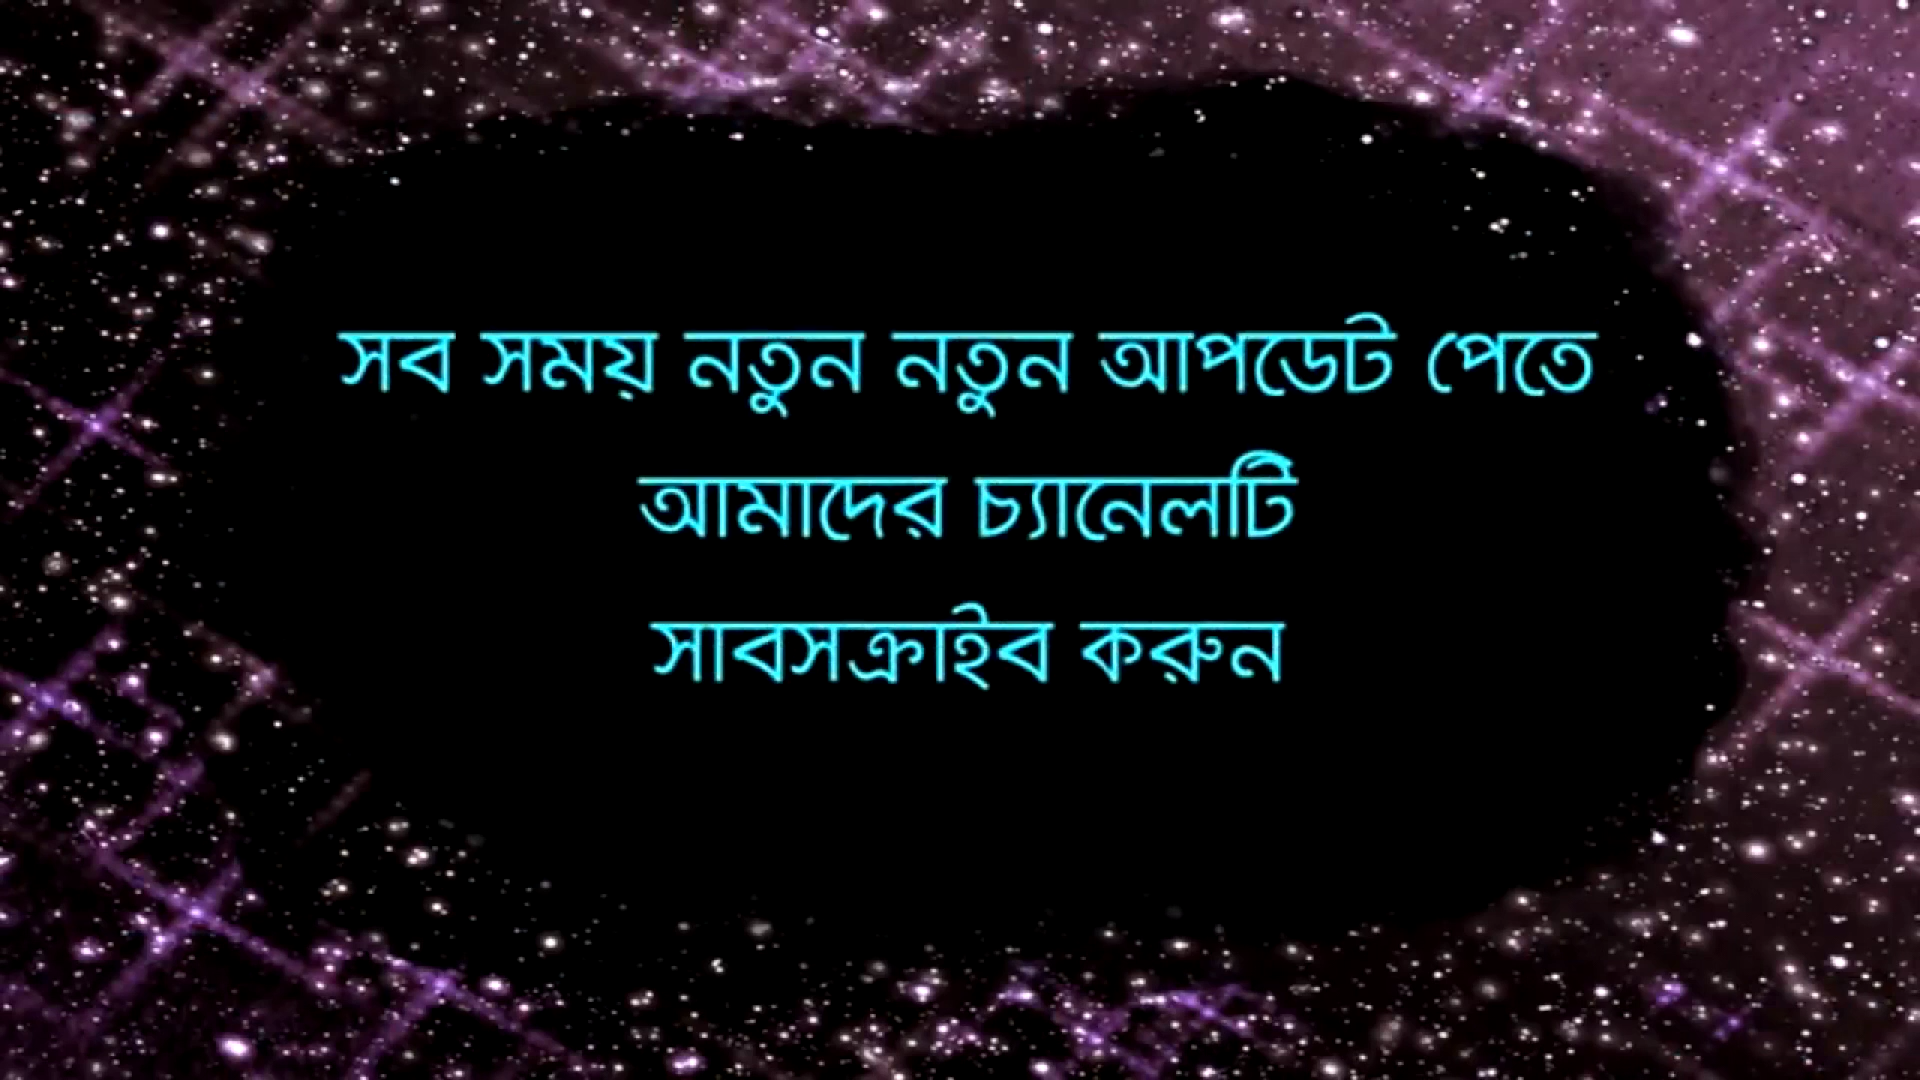 সব সময় নতুন নতুন আপডেট পেতে
আমাদের চ্যানেলটি
সাবসক্রাইব করুন